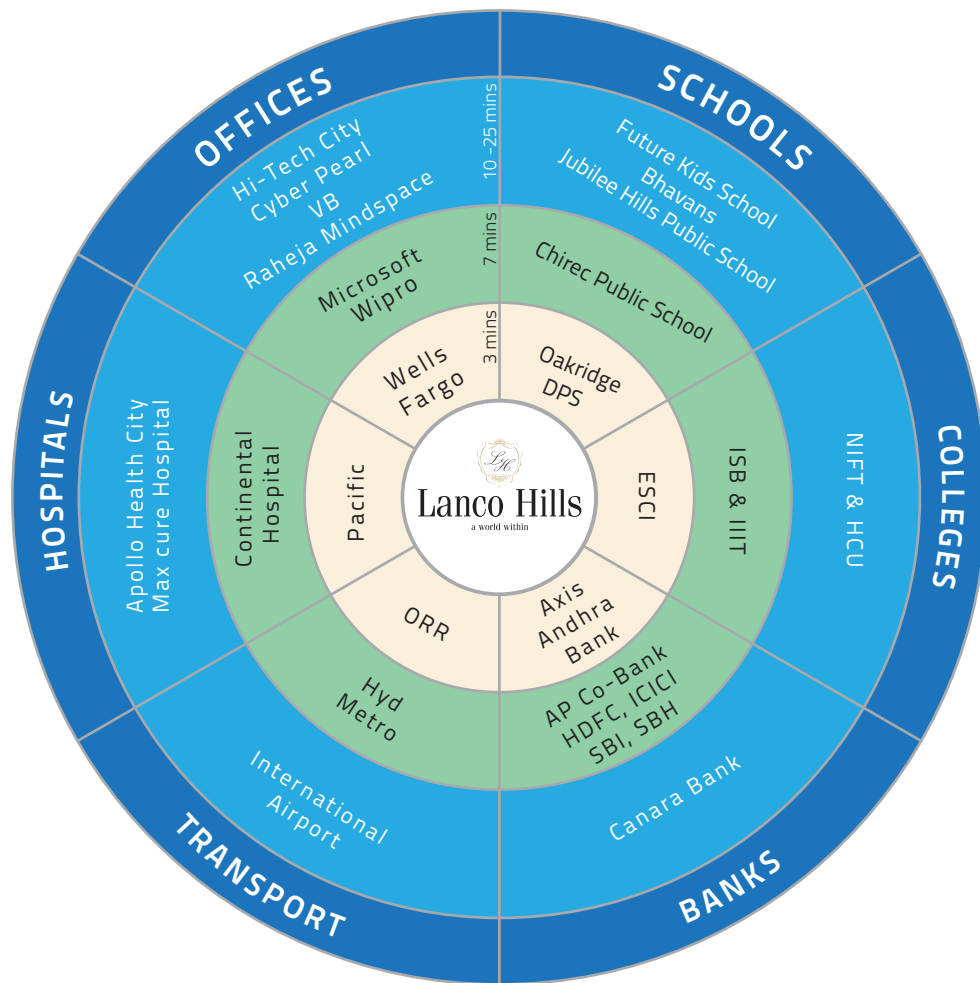 OFFICES
Hi-Tech City
Cyber Pearl
VB
Raheja Mindspace
Microsoft
Wipro
Wells
Fargo
10 -25 mins
7 mins
3 mins
SCHOOLS
Future Kids School
Bhavans
Jubilee Hills Public School
Chirec Public School
Oakridge
DPS
COLLEGES
NIFT & HCU
ISB & IIIT
ESCI
BANKS
Axis
Andhra
Bank
AP Co-Bank
HDFC, ICICI
SBI, SBH
Canara Bank
TRANSPORT
ORR
Hyd
Metro
International
Airport
HOSPITALS
Apollo Health City
Max cure Hospital
Continental
Hospital
Pacific
LH
Lanco Hills
a world within